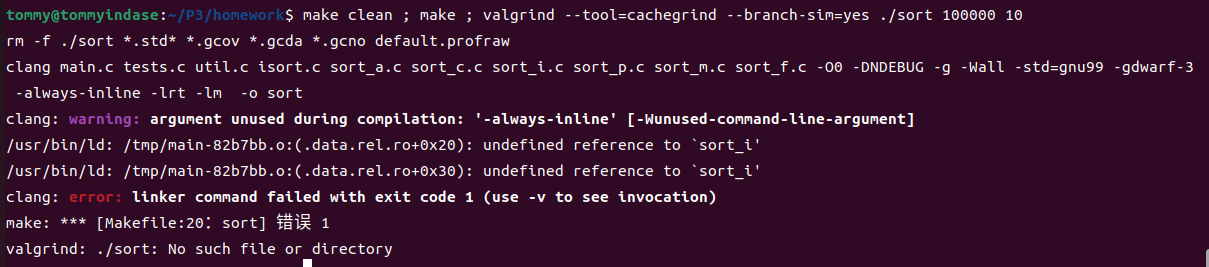 tommy@tommyindase:~/P3/homework$ make clean ; make ; valgrind --tool=cachegrind --branch-sim=yes ./sort 100000 10
rm -f ./sort *.std* *.gcov *.gcda *.gcno default.profraw
clang main.c tests.c util.c isort.c sort_a.c sort_c.c sort_i.c sort_p.c sort_m.c sort_f.c -O0 -DNDEBUG -g -Wall -std=gnu99 -gdwarf-3
 -always-inline -lrt -lm  -o sort
clang: warning: argument unused during compilation: '-always-inline' [-Wunused-command-line-argument]
/usr/bin/ld: /tmp/main-82b7bb.o:(.data.rel.ro+0x20): undefined reference to `sort_i'
/usr/bin/ld: /tmp/main-82b7bb.o:(.data.rel.ro+0x30): undefined reference to `sort_i'
clang: error: linker command failed with exit code 1 (use -v to see invocation)
make: *** [Makefile:20：sort] 错误 1
valgrind: ./sort: No such file or directory